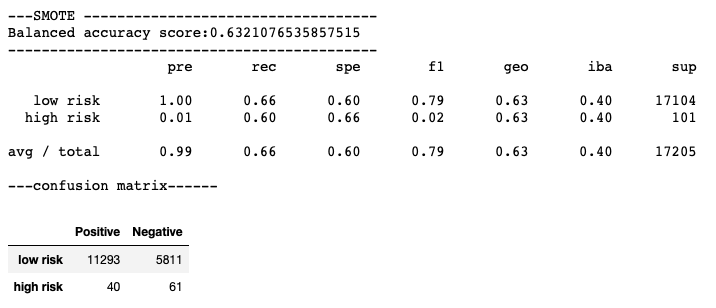 ---SMOTE -----------------------------------
Balanced accuracy score:0.6321076535857515
--------------------------------------------
pre rec spe f1 geo iba sup
low risk 1.00 0.66 0.60 0.79 0.63 0.40 17104
high risk 0.01 0.60 0.66 0.02 0.63 0.40 101
avg / total 0.99 0.66 0.60 0.79 0.63 0.40 17205
---confusion matrix------
Positive Negative
low risk 11293 5811
high risk 40 61